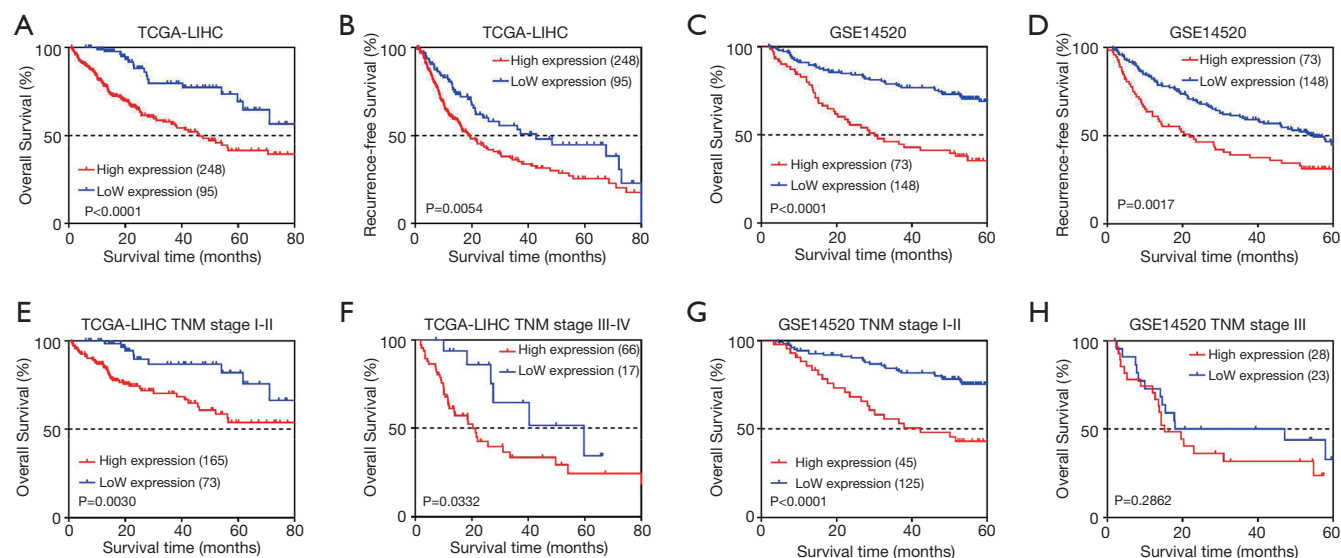 A
TCGA-LIHC
Overall Survival (%)
100
50
0
High expression (248)
LoW expression (95)
P<0.0001
0 20 40 60 80
Survival time (months)
B
TCGA-LIHC
Recurrence-free Survival (%)
100
50
0
High expression (248)
LoW expression (95)
P=0.0054
0 20 40 60 80
Survival time (months)
C
GSE14520
Overall Survival (%)
100
50
0
High expression (73)
LoW expression (148)
P<0.0001
0 20 40 60
Survival time (months)
D
GSE14520
Recurrence-free Survival (%)
100
50
0
High expression (73)
LoW expression (148)
P=0.0017
0 20 40 60
Survival time (months)
E
TCGA-LIHC TNM stage I-II
Overall Survival (%)
100
50
0
High expression (165)
LoW expression (73)
P=0.0030
0 20 40 60 80
Survival time (months)
F
TCGA-LIHC TNM stage III-IV
Overall Survival (%)
100
50
0
High expression (66)
LoW expression (17)
P=0.0332
0 20 40 60 80
Survival time (months)
G
GSE14520 TNM stage I-II
Overall Survival (%)
100
50
0
High expression (45)
LoW expression (125)
P<0.0001
0 20 40 60
Survival time (months)
H
GSE14520 TNM stage III
Overall Survival (%)
100
50
0
High expression (28)
LoW expression (23)
P=0.2862
0 20 40 60
Survival time (months)